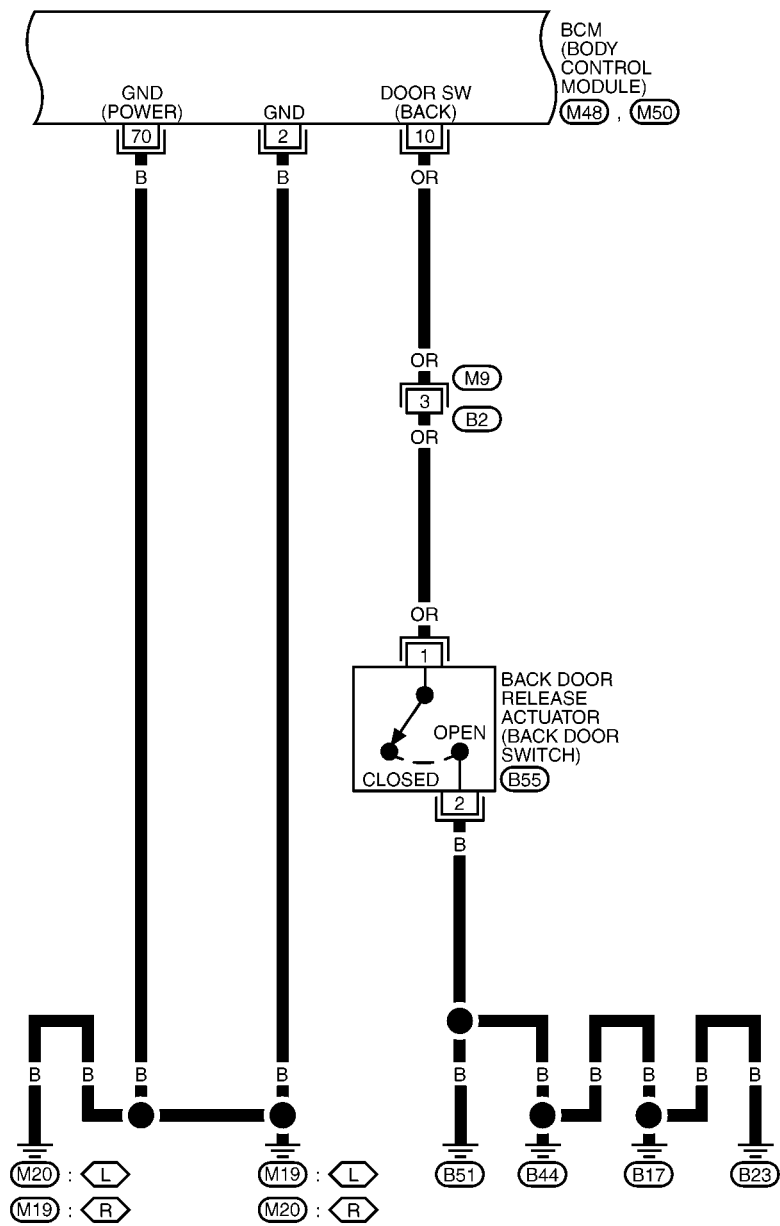 BCM
(BODY
CONTROL
MODULE)
M48 , M50
GND
(POWER)
GND
DOOR SW
(BACK)
70
2
10
B
B
OR
OR
M9
3
B2
OR
OR
1
BACK DOOR
RELEASE
ACTUATOR
(BACK DOOR
SWITCH)
B55
OPEN
CLOSED
2
B
B B B B B B B B B B
M20 : L
M19 : R
M19 : L
M20 : R
B51
B44
B17
B23